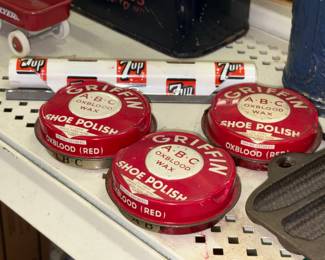 7up
7up
7up
GRIFFIN
A·B·C
OXBLOOD
WAX
SHOE POLISH
OXBLOOD (RED)
A B C
GRIFFIN
A·B·C
OXBLOOD
WAX
SHOE POLISH
OXBLOOD (RED)
GRIFFIN
A·B·C
OXBLOOD
WAX
SHOE POLISH
OXBLOOD (RED)